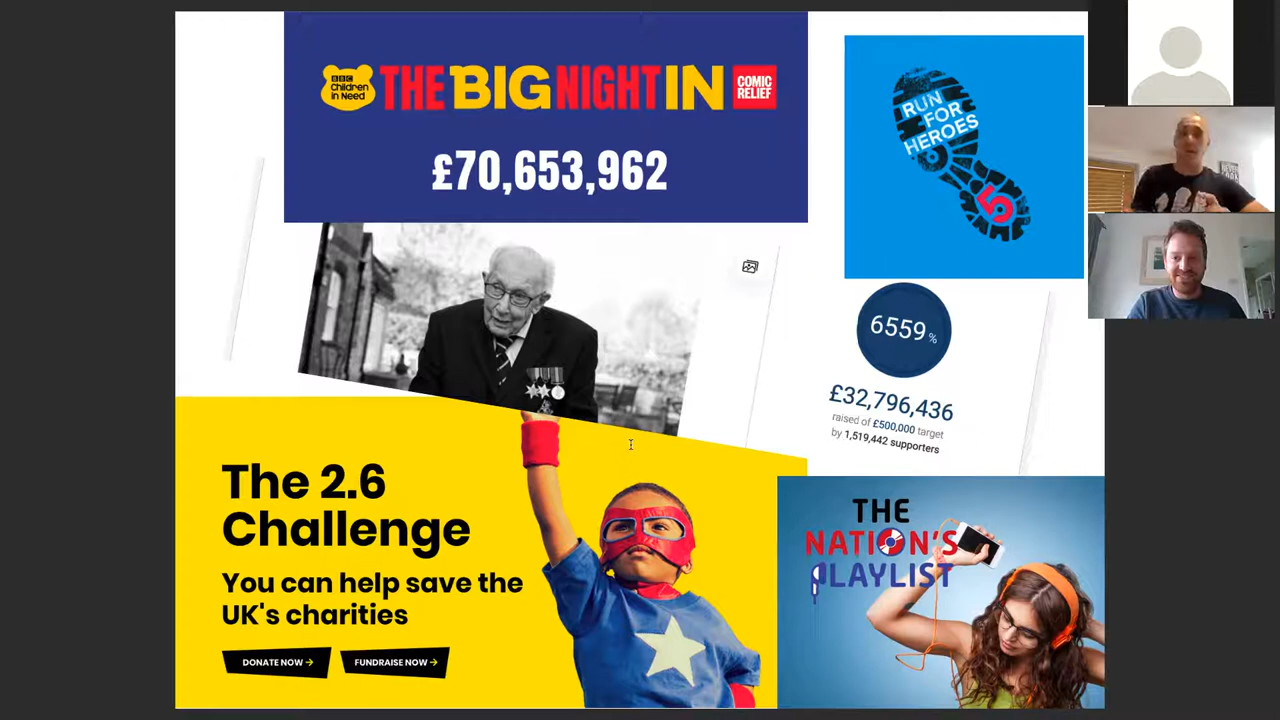 BBC
Children
in Need
THE BIG NIGHT IN
COMIC
RELIEF
£70,653,962
RUN
FOR
HEROES
5
6559 %
£32,796,436
raised of £500,000 target
by 1,519,442 supporters
The 2.6
Challenge
You can help save the
UK's charities
DONATE NOW →
FUNDRAISE NOW →
THE
NATION'S
PLAYLIST